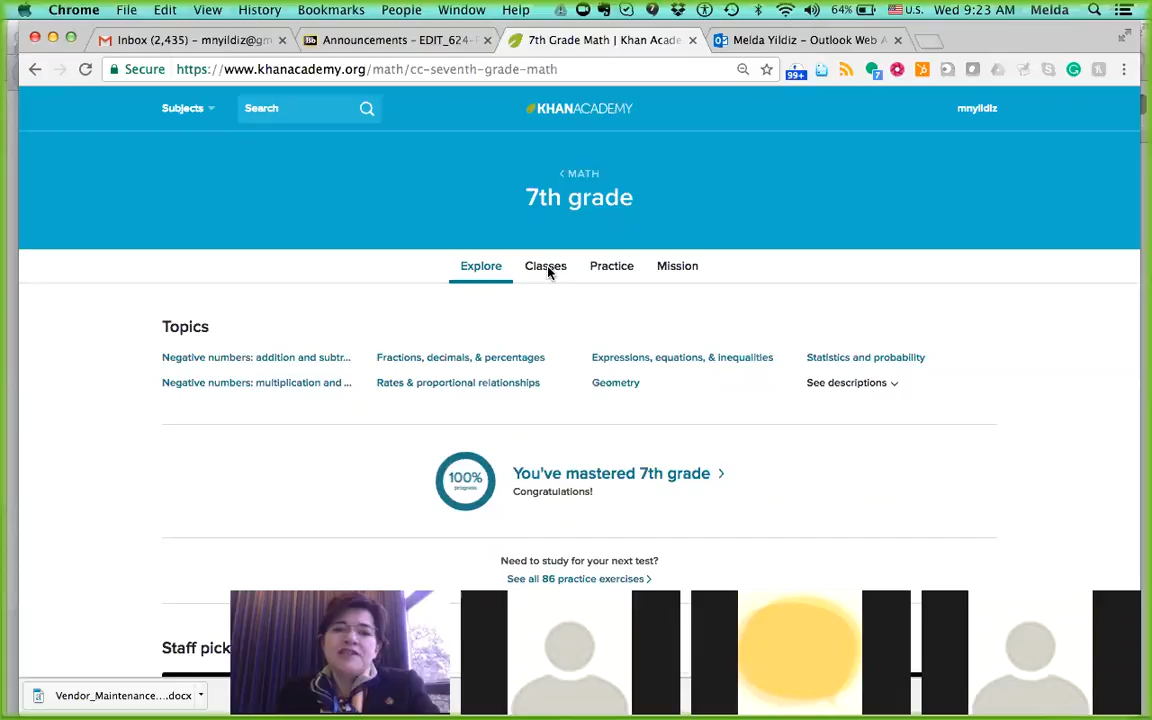 Chrome File Edit View History Bookmarks People Window Help 64% U.S. Wed 9:23 AM Melda
Inbox (2,435) - mnyildiz@gm Announcements – EDIT_624- 7th Grade Math | Khan Acade Melda Yildiz – Outlook Web A
Secure https://www.khanacademy.org/math/cc-seventh-grade-math 99+ 7
Subjects Search KHANACADEMY mnyildiz
MATH
7th grade
Explore Classes Practice Mission
Topics
Negative numbers: addition and subtr... Fractions, decimals, & percentages Expressions, equations, & inequalities Statistics and probability
Negative numbers: multiplication and ... Rates & proportional relationships Geometry See descriptions
100% progress You've mastered 7th grade
Congratulations!
Need to study for your next test?
See all 86 practice exercises
Staff pick
Vendor_Maintenance....docx